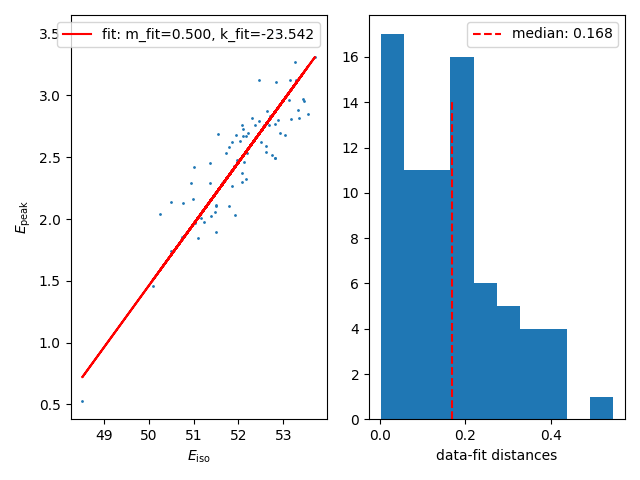 fit: m_fit=0.500, k_fit=-23.542
3.5
3.0
2.5
2.0
1.5
1.0
0.5
E_peak
49 50 51 52 53
E_iso
median: 0.168
16
14
12
10
8
6
4
2
0
0.0 0.2 0.4
data-fit distances